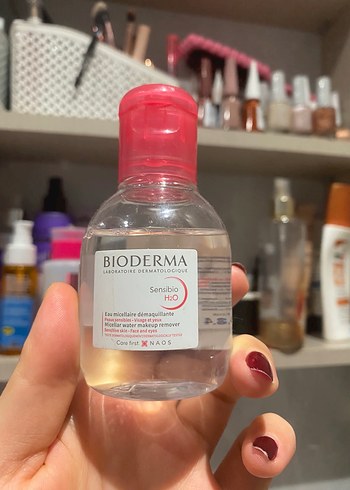 BIODERMA
LABORATOIRE DERMATOLOGIQUE
Sensibio
H₂O
Eau micellaire démaquillante
Peaux sensibles - Visage et yeux
Micellar water makeup remover
Sensitive skin - Face and eyes
Care first NAOS